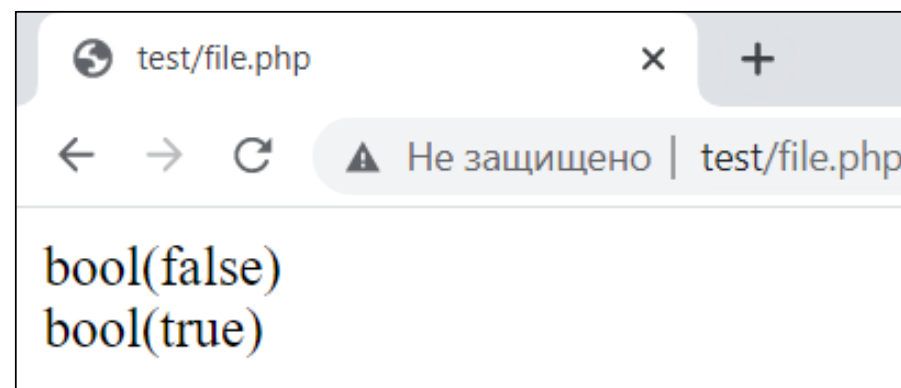 test/file.php
Не защищено | test/file.php
bool(false)
bool(true)